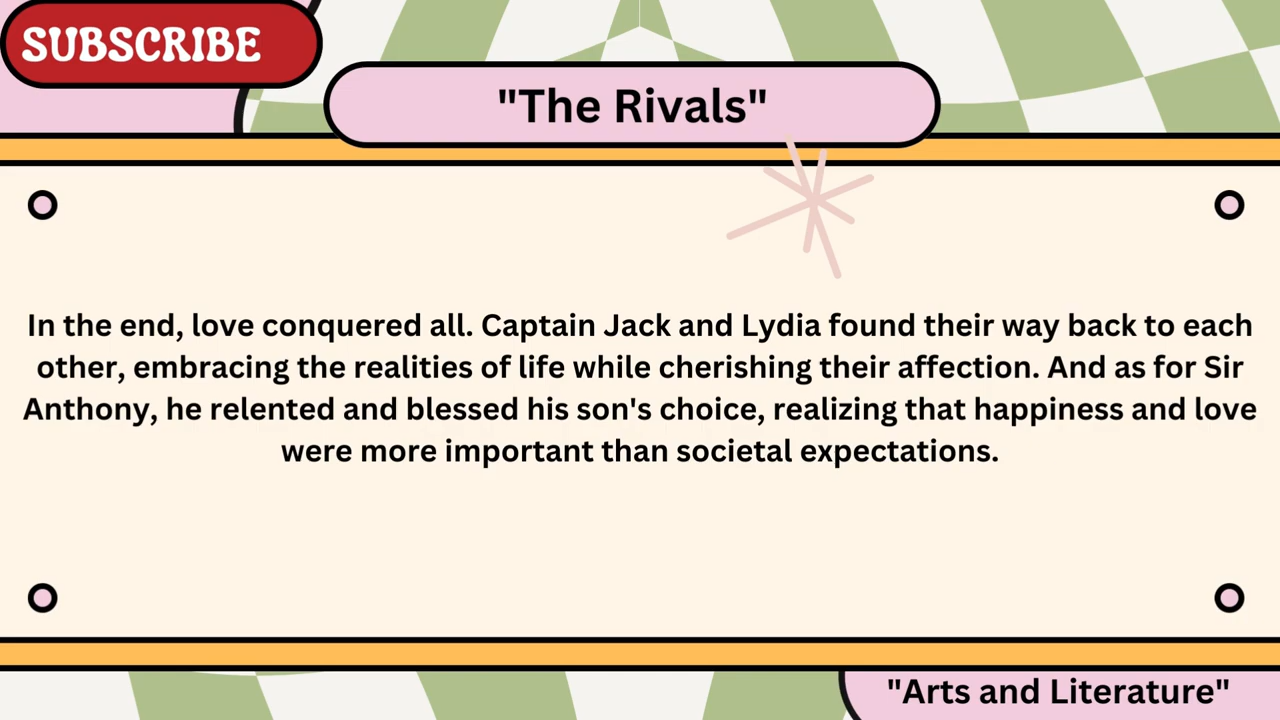 SUBSCRIBE
"The Rivals"
In the end, love conquered all. Captain Jack and Lydia found their way back to each
other, embracing the realities of life while cherishing their affection. And as for Sir
Anthony, he relented and blessed his son's choice, realizing that happiness and love
were more important than societal expectations.
"Arts and Literature"